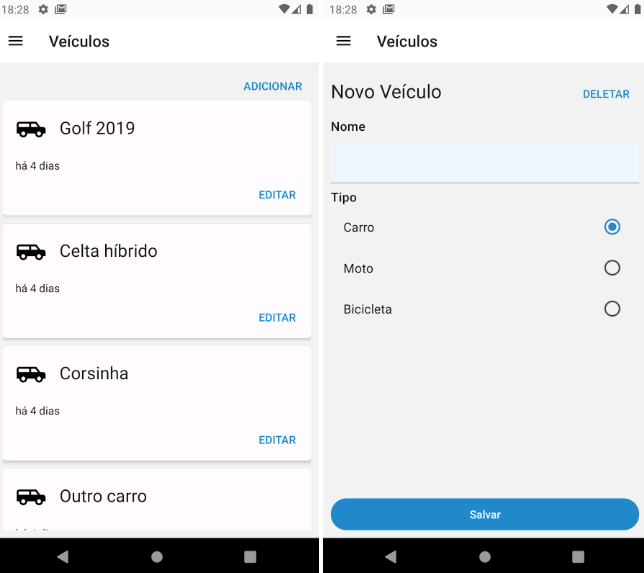 18:28
Veículos
ADICIONAR
Golf 2019
há 4 dias
EDITAR
Celta híbrido
há 4 dias
EDITAR
Corsinha
há 4 dias
EDITAR
Outro carro
18:28
Veículos
Novo Veículo
DELETAR
Nome
Tipo
Carro
Moto
Bicicleta
Salvar